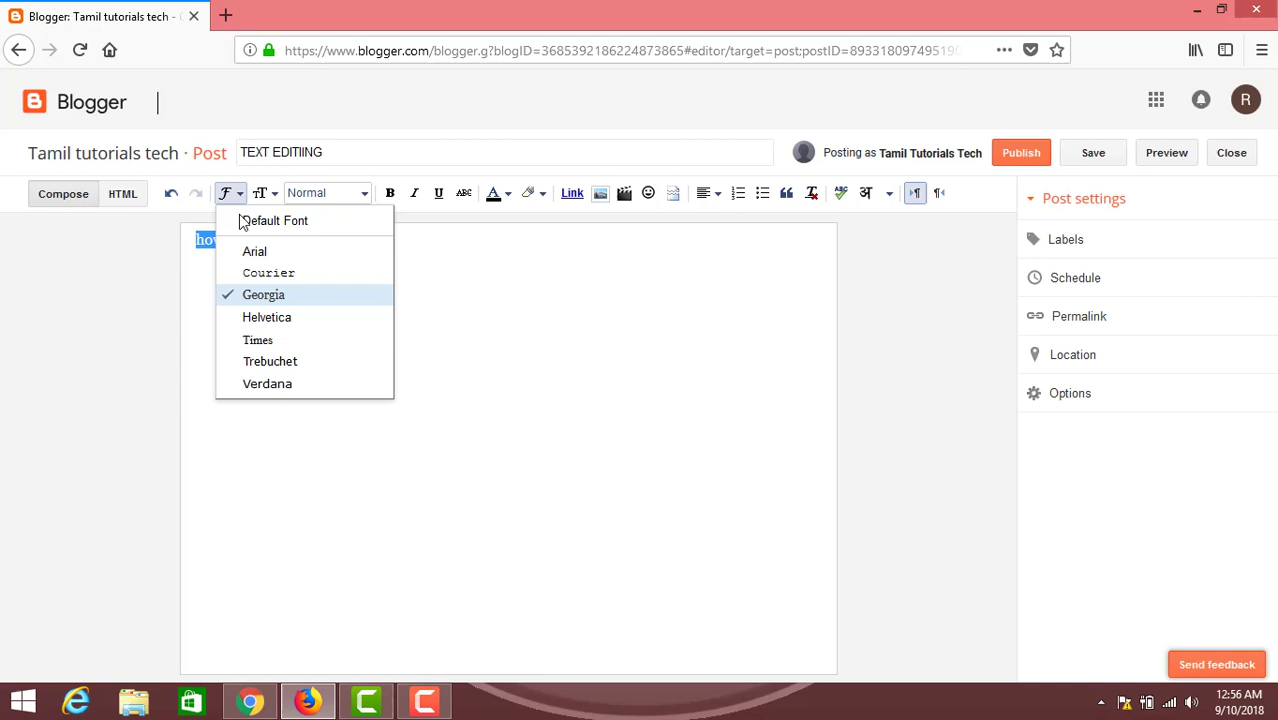 Blogger: Tamil tutorials tech -
https://www.blogger.com/blogger.g?blogID=3685392186224873865#editor/target=post;postID=89331809749519
Blogger
R
Tamil tutorials tech · Post
TEXT EDITIING
Posting as Tamil Tutorials Tech
Publish
Save
Preview
Close
Compose
HTML
Normal
B I U ABC A
Link
अ
Default Font
Arial
Courier
Georgia
Helvetica
Times
Trebuchet
Verdana
Post settings
Labels
Schedule
Permalink
Location
Options
Send feedback
12:56 AM
9/10/2018